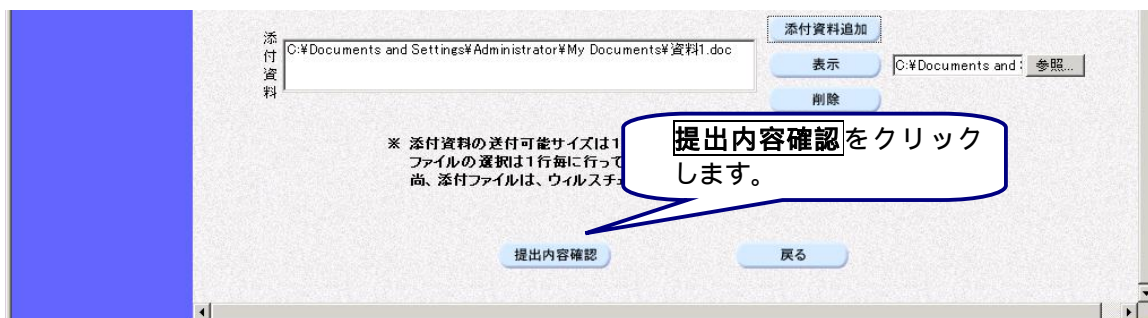 添付資料
C:¥Documents and Settings¥Administrator¥My Documents¥資料1.doc
添付資料追加
表示
C:¥Documents and
参照...
削除
※ 添付資料の送付可能サイズは1
ファイルの選択は1行毎に行って
尚、添付ファイルは、ウィルスチェ
提出内容確認をクリック
します。
提出内容確認
戻る